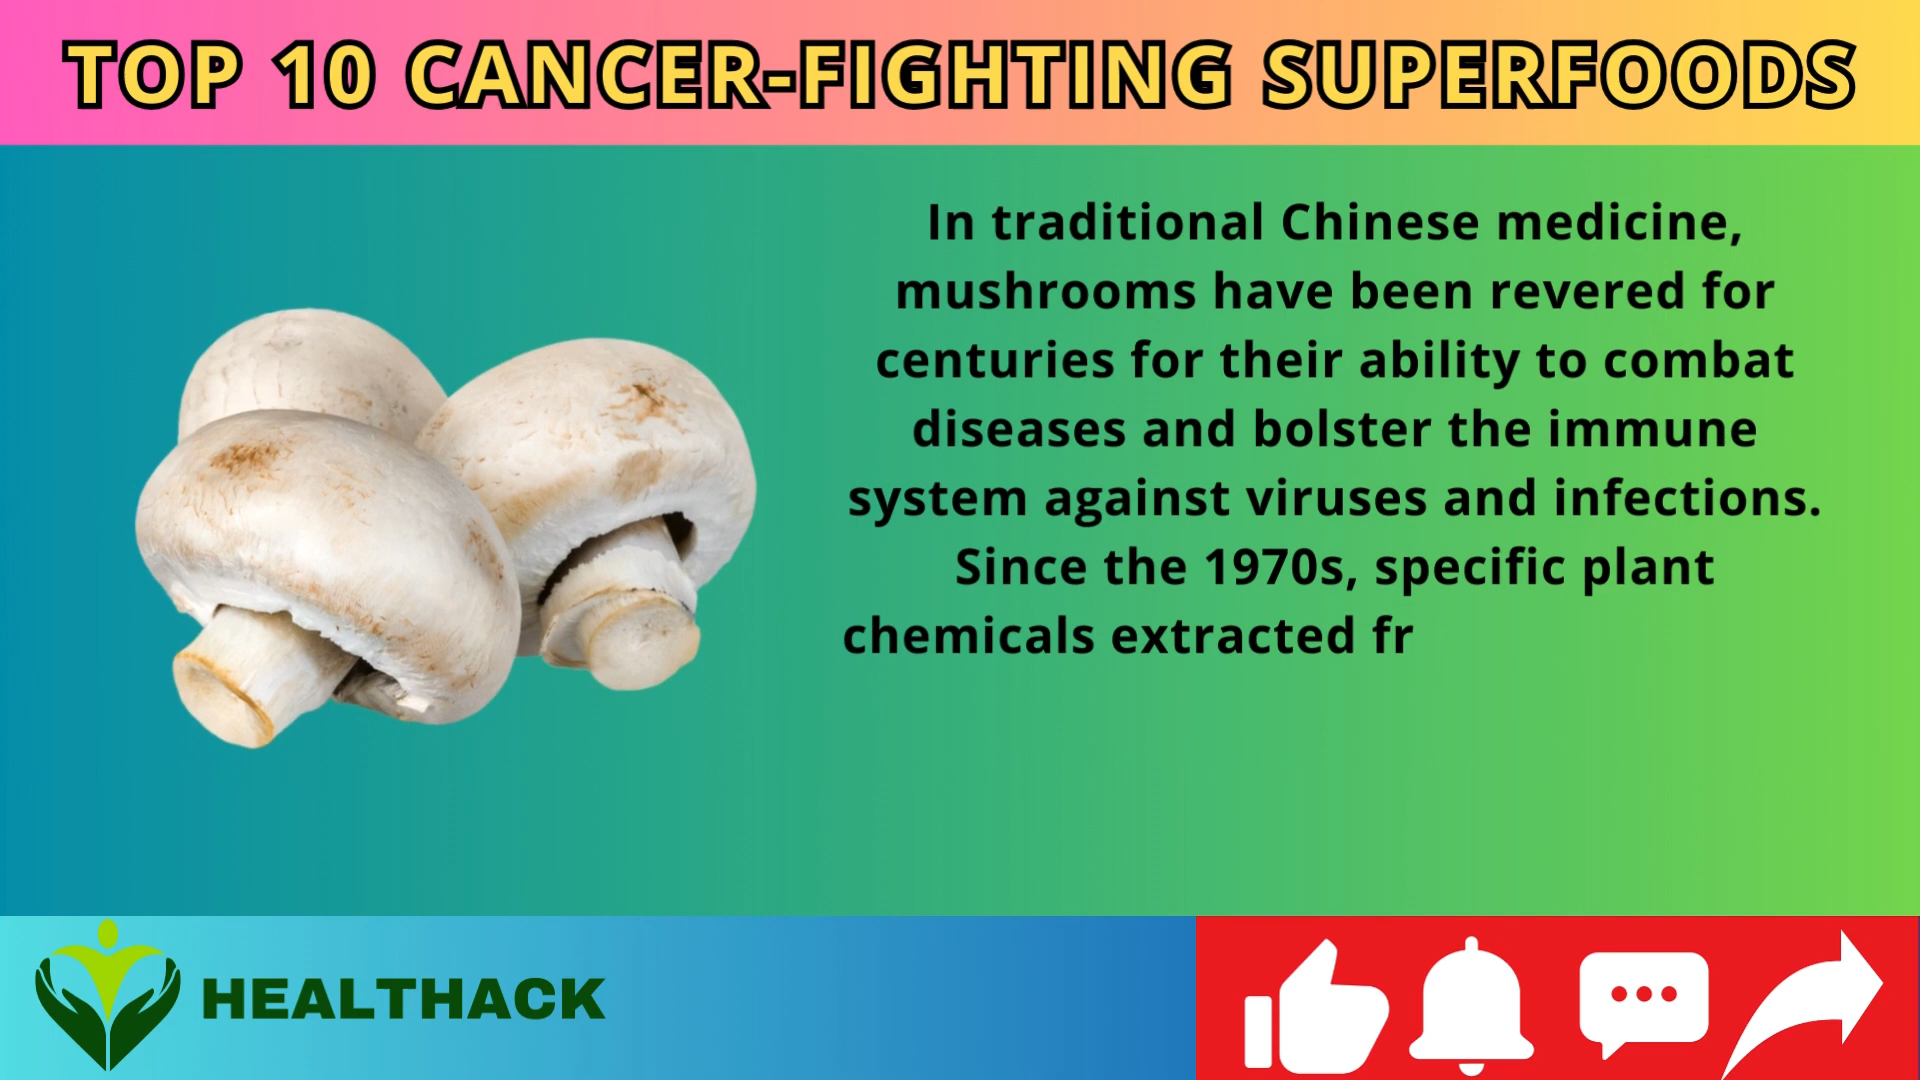 TOP 10 CANCER-FIGHTING SUPERFOODS
In traditional Chinese medicine,
mushrooms have been revered for
centuries for their ability to combat
diseases and bolster the immune
system against viruses and infections.
Since the 1970s, specific plant
chemicals extracted fr
HEALTHACK